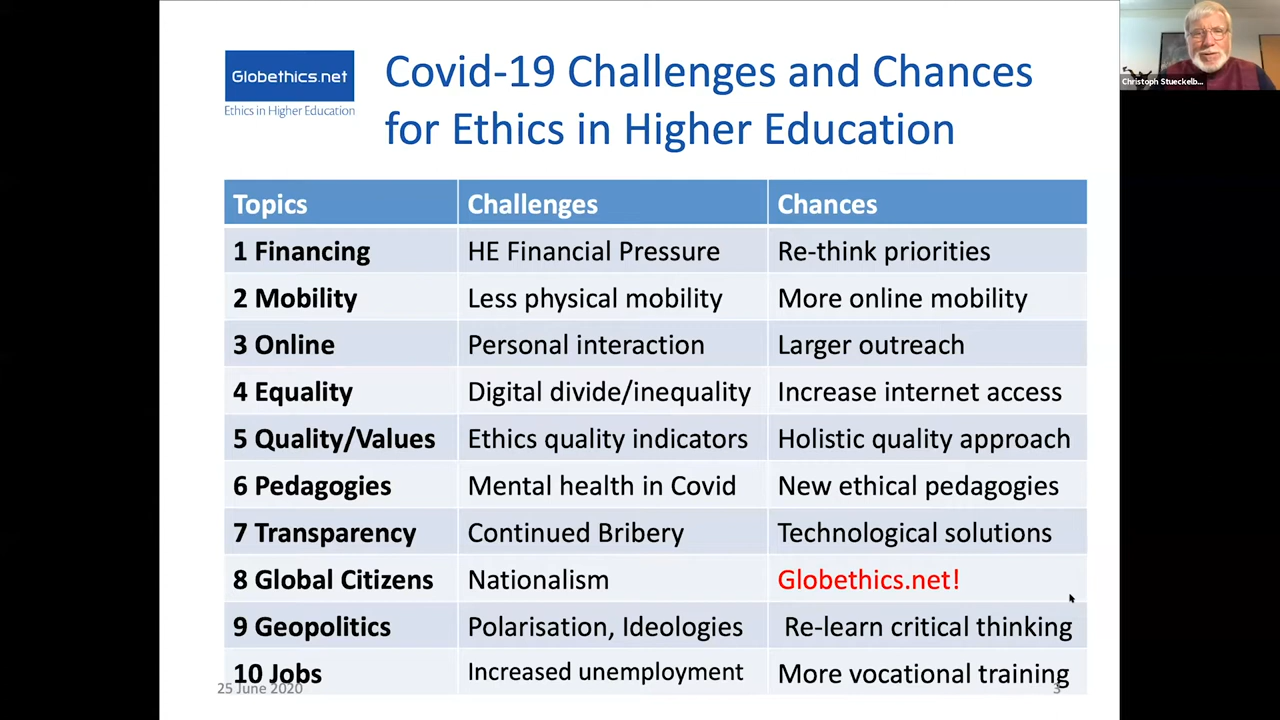 Globethics.net
Ethics in Higher Education
Covid-19 Challenges and Chances
for Ethics in Higher Education
Christoph Stueckelb...
Topics Challenges Chances
1 Financing HE Financial Pressure Re-think priorities
2 Mobility Less physical mobility More online mobility
3 Online Personal interaction Larger outreach
4 Equality Digital divide/inequality Increase internet access
5 Quality/Values Ethics quality indicators Holistic quality approach
6 Pedagogies Mental health in Covid New ethical pedagogies
7 Transparency Continued Bribery Technological solutions
8 Global Citizens Nationalism Globethics.net!
9 Geopolitics Polarisation, Ideologies Re-learn critical thinking
10 Jobs Increased unemployment More vocational training
25 June 2020 3